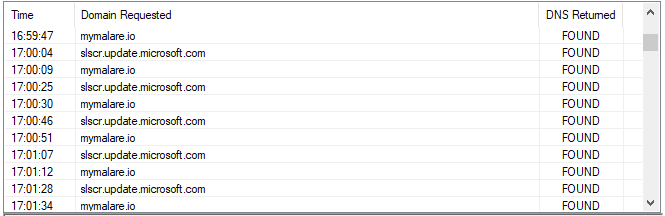 Time Domain Requested DNS Returned
16:59:47 mymalare.io FOUND
17:00:04 slscr.update.microsoft.com FOUND
17:00:09 mymalare.io FOUND
17:00:25 slscr.update.microsoft.com FOUND
17:00:30 mymalare.io FOUND
17:00:46 slscr.update.microsoft.com FOUND
17:00:51 mymalare.io FOUND
17:01:07 slscr.update.microsoft.com FOUND
17:01:12 mymalare.io FOUND
17:01:28 slscr.update.microsoft.com FOUND
17:01:34 mymalare.io FOUND